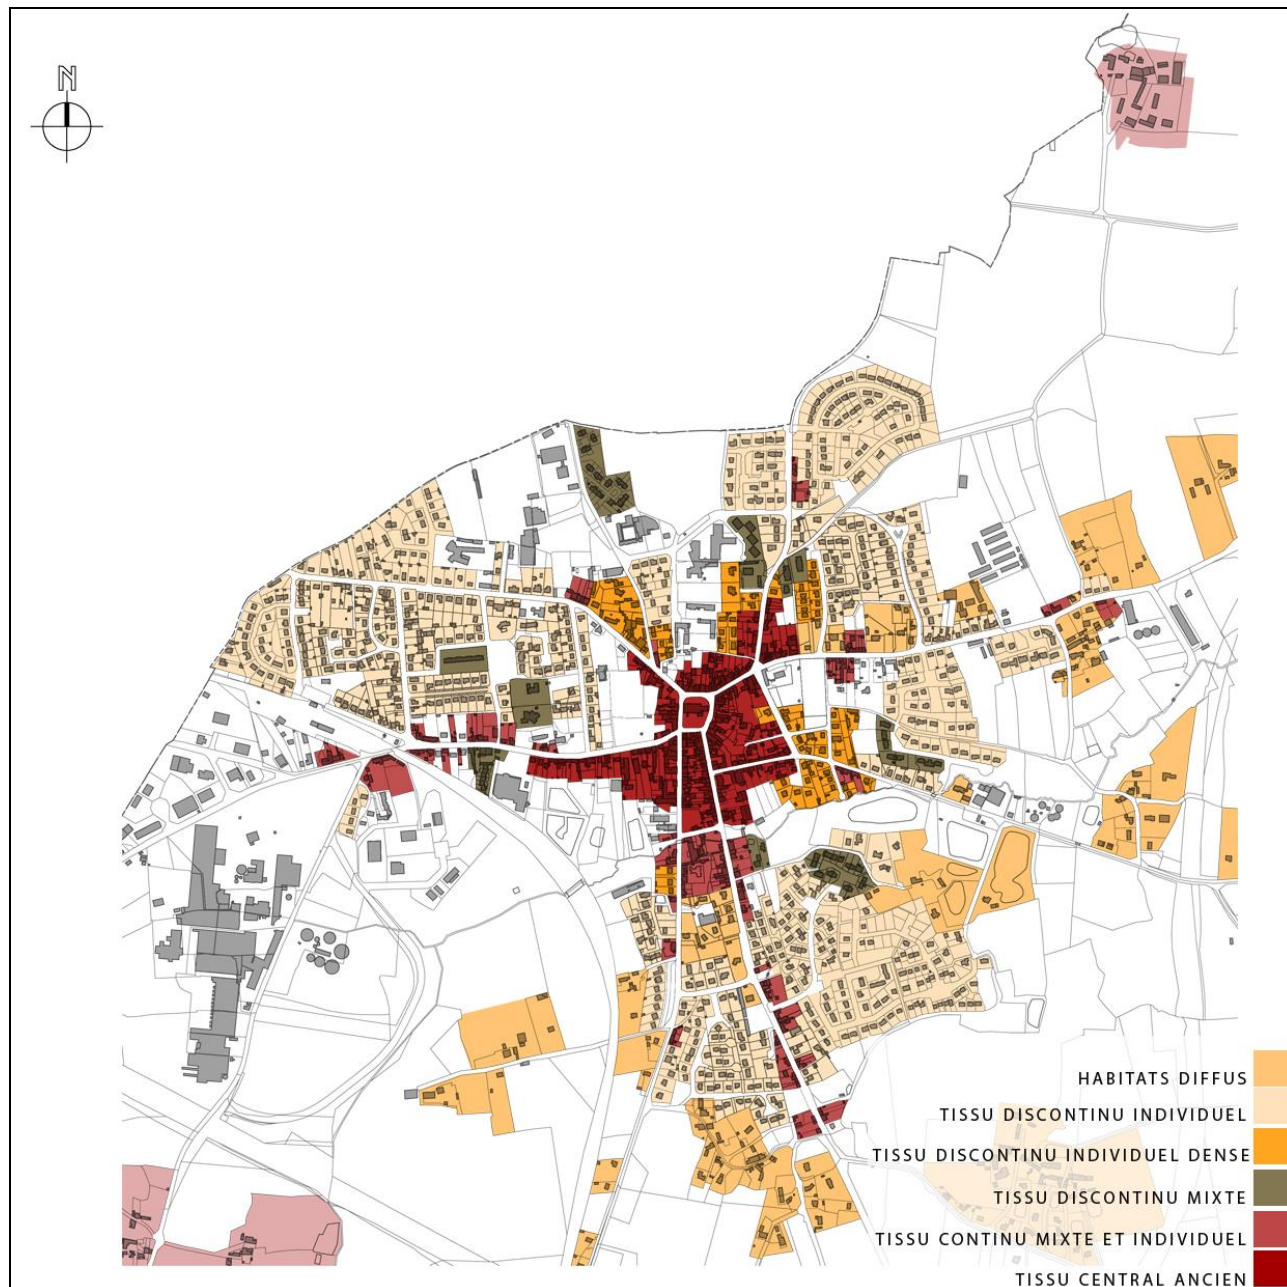 N
HABITATS DIFFUS
TISSU DISCONTINU INDIVIDUEL
TISSU DISCONTINU INDIVIDUEL DENSE
TISSU DISCONTINU MIXTE
TISSU CONTINU MIXTE ET INDIVIDUEL
TISSU CENTRAL ANCIEN